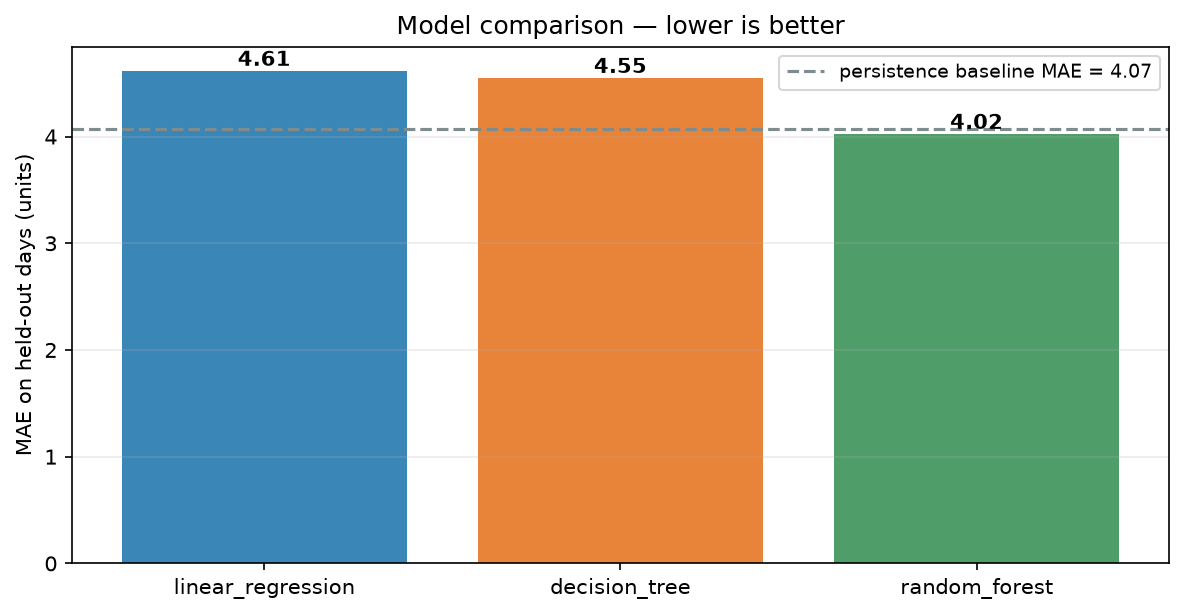 Model comparison — lower is better
persistence baseline MAE = 4.07
4.61
4.55
4.02
MAE on held-out days (units)
4
3
2
1
0
linear_regression
decision_tree
random_forest